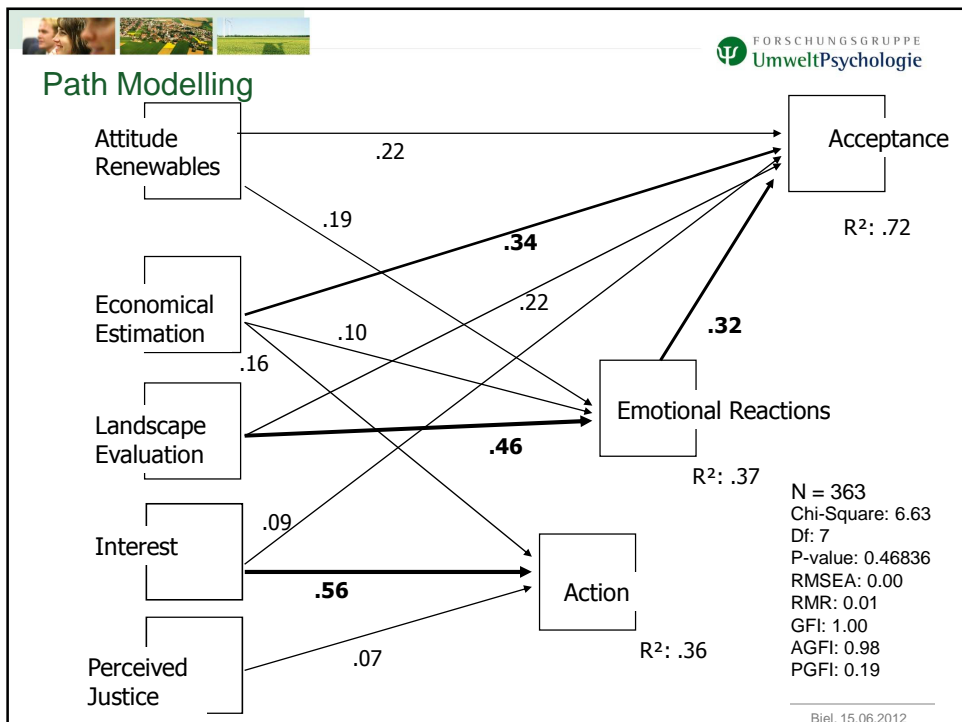 FORSCHUNGSGRUPPE
UmweltPsychologie
Path Modelling
Attitude
Renewables
.22
Acceptance
R²: .72
.19
.34
Economical
Estimation
.10
.22
.32
.16
Landscape
Evaluation
.46
Emotional Reactions
R²: .37
Interest
.09
.56
Action
R²: .36
Perceived
Justice
.07
N = 363
Chi-Square: 6.63
Df: 7
P-value: 0.46836
RMSEA: 0.00
RMR: 0.01
GFI: 1.00
AGFI: 0.98
PGFI: 0.19
Biel, 15.06.2012